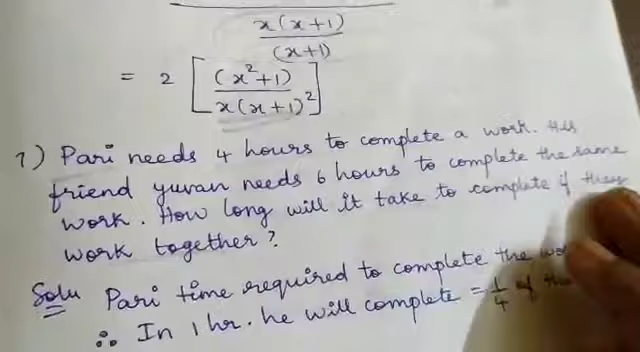 x(x+1)
(x+1)
= 2 [ (x²+1) / x(x+1)² ]
7) Pari needs 4 hours to complete a work. His
friend yuvan needs 6 hours to complete the same
work. How long will it take to complete if they
work together?
Solu Pari time required to complete the
∴ In 1 hr. he will complete = 1/4 of the